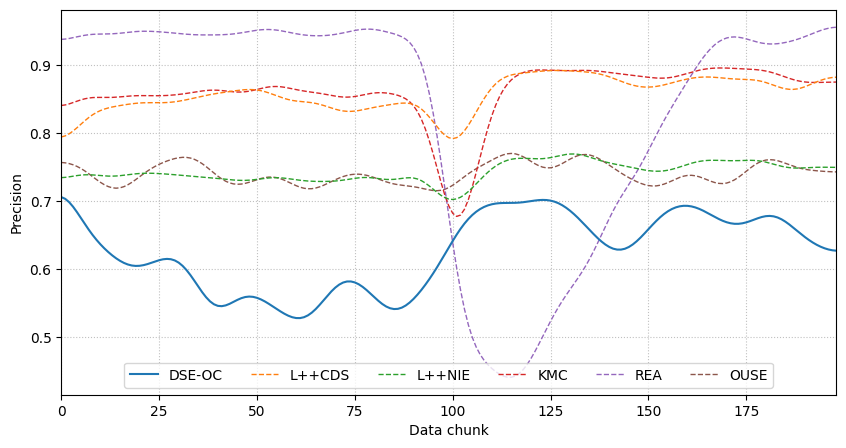 Precision
0.9
0.8
0.7
0.6
0.5
DSE-OC L++CDS L++NIE KMC REA OUSE
0 25 50 75 100 125 150 175
Data chunk